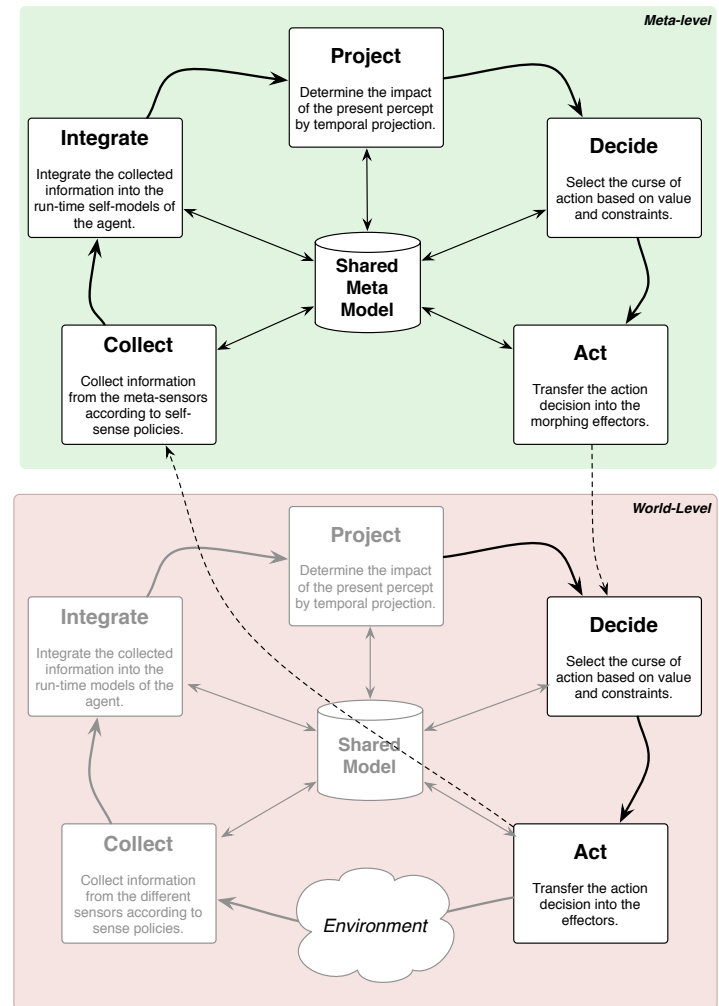 Meta-level
Project
Determine the impact
of the present percept
by temporal projection.
Integrate
Integrate the collected
information into the
run-time self-models of
the agent.
Decide
Select the curse of
action based on value
and constraints.
Shared
Meta
Model
Collect
Collect information
from the meta-sensors
according to self-
sense policies.
Act
Transfer the action
decision into the
morphing effectors.
World-Level
Project
Determine the impact
of the present percept
by temporal projection.
Integrate
Integrate the collected
information into the
run-time models of the
agent.
Decide
Select the curse of
action based on value
and constraints.
Shared
Model
Collect
Collect information
from the different
sensors according to
sense policies.
Environment
Act
Transfer the action
decision into the
effectors.